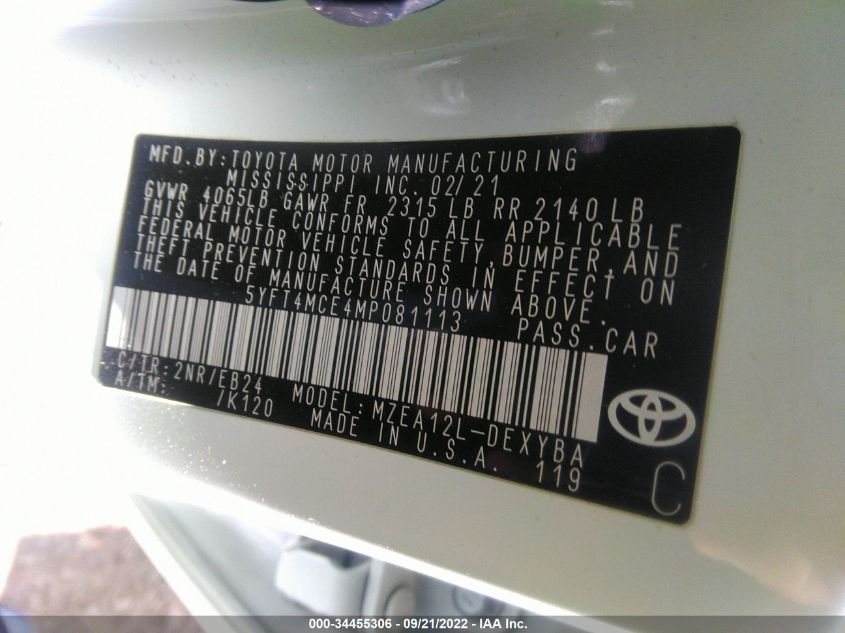 MFD.BY:TOYOTA MOTOR MANUFACTURING
MISSISSIPPI INC. 02/21
GVWR 4065LB GAWR FR 2315 LB RR 2140 LB
THIS VEHICLE CONFORMS TO ALL APPLICABLE
FEDERAL MOTOR VEHICLE SAFETY,BUMPER,AND
THEFT PREVENTION STANDARDS IN EFFECT ON
THE DATE OF MANUFACTURE SHOWN ABOVE.
5YFT4MCE4MP081113 PASS.CAR
C/TR:2NR/EB24 MODEL:MZEA12L-DEXYBA
A/TM: /K120 MADE IN U.S.A. 119
C
000-34455306 - 09/21/2022 - IAA Inc.